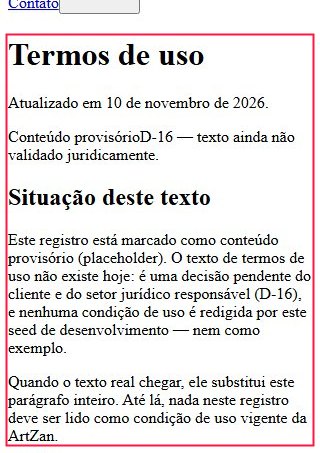 Contato
Termos de uso
Atualizado em 10 de novembro de 2026.
Conteúdo provisórioD-16 — texto ainda não
validado juridicamente.
Situação deste texto
Este registro está marcado como conteúdo
provisório (placeholder). O texto de termos de
uso não existe hoje: é uma decisão pendente do
cliente e do setor jurídico responsável (D-16),
e nenhuma condição de uso é redigida por este
seed de desenvolvimento — nem como
exemplo.
Quando o texto real chegar, ele substitui este
parágrafo inteiro. Até lá, nada neste registro
deve ser lido como condição de uso vigente da
ArtZan.